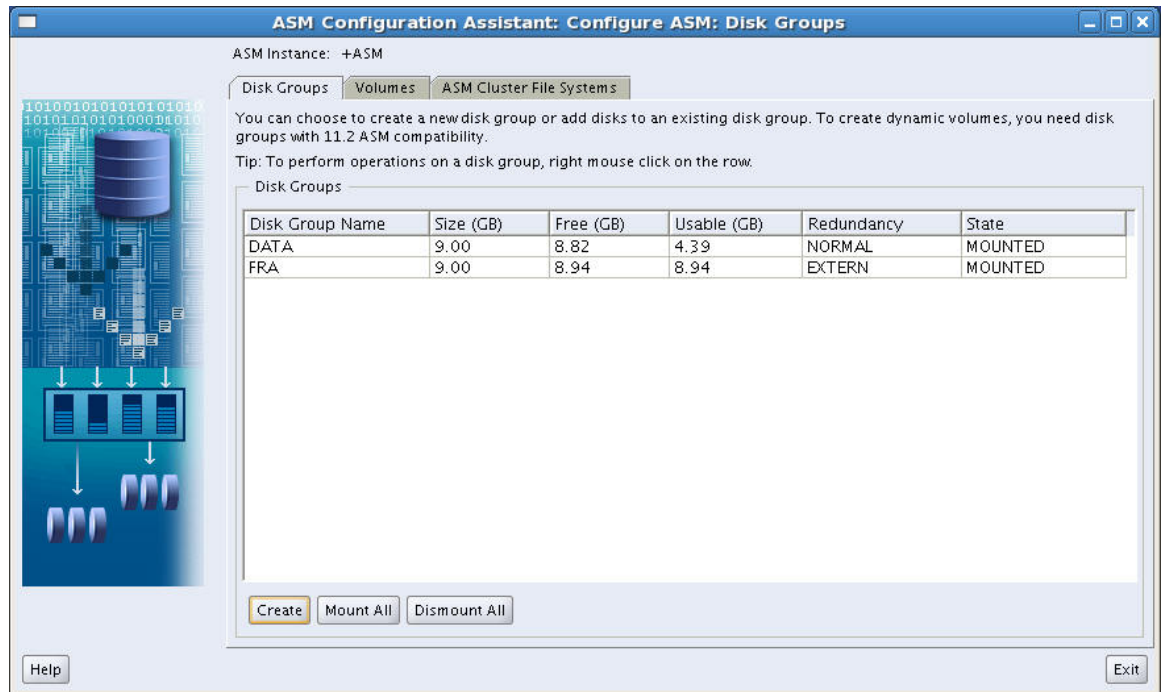 ASM Configuration Assistant: Configure ASM: Disk Groups
ASM Instance: +ASM
Disk Groups Volumes ASM Cluster File Systems
You can choose to create a new disk group or add disks to an existing disk group. To create dynamic volumes, you need disk
groups with 11.2 ASM compatibility.
Tip: To perform operations on a disk group, right mouse click on the row.
Disk Groups
Disk Group Name Size (GB) Free (GB) Usable (GB) Redundancy State
DATA 9.00 8.82 4.39 NORMAL MOUNTED
FRA 9.00 8.94 8.94 EXTERN MOUNTED
Create Mount All Dismount All
Help Exit